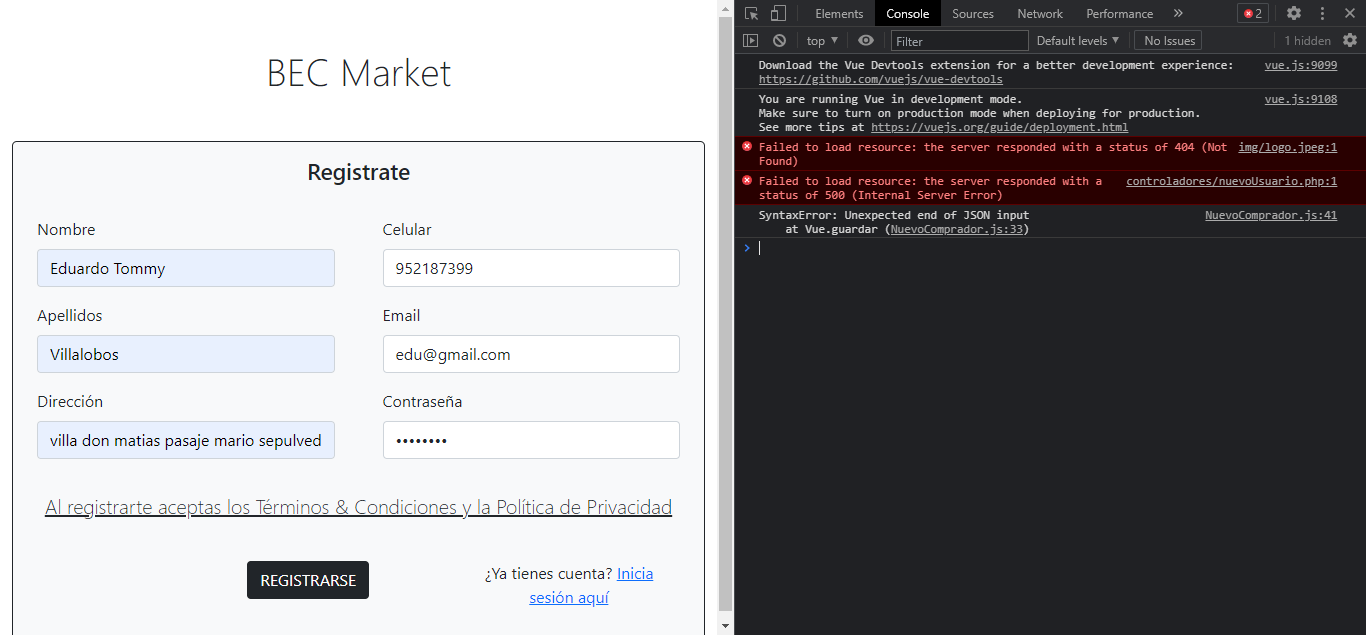 BEC Market
Registrate
Nombre
Celular
Eduardo Tommy
952187399
Apellidos
Email
Villalobos
edu@gmail.com
Dirección
Contraseña
villa don matias pasaje mario sepulved
••••••••
Al registrarte aceptas los Términos & Condiciones y la Política de Privacidad
REGISTRARSE
¿Ya tienes cuenta? Inicia
sesión aquí
Elements Console Sources Network Performance » 2
top ▼ Filter Default levels ▼ No Issues 1 hidden
Download the Vue Devtools extension for a better development experience: vue.js:9099
https://github.com/vuejs/vue-devtools
You are running Vue in development mode. vue.js:9108
Make sure to turn on production mode when deploying for production.
See more tips at https://vuejs.org/guide/deployment.html
Failed to load resource: the server responded with a status of 404 (Not img/logo.jpeg:1
Found)
Failed to load resource: the server responded with a controladores/nuevoUsuario.php:1
status of 500 (Internal Server Error)
SyntaxError: Unexpected end of JSON input NuevoComprador.js:41
at Vue.guardar (NuevoComprador.js:33)